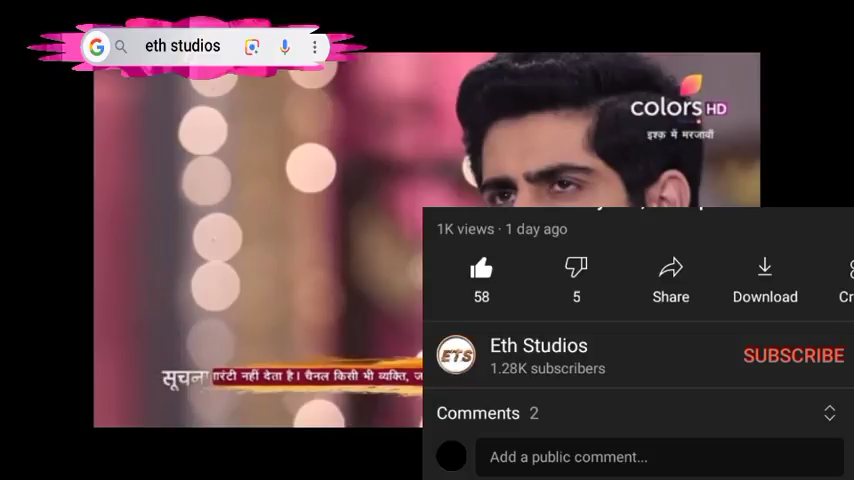 eth studios
colors HD
इश्क़ में मरजावाँ
1K views · 1 day ago
58
5
Share
Download
Cr
Eth Studios
1.28K subscribers
SUBSCRIBE
ETS
सूचना
गारंटी नहीं देता है। चैनल किसी भी व्यक्ति, ज
Comments 2
Add a public comment...